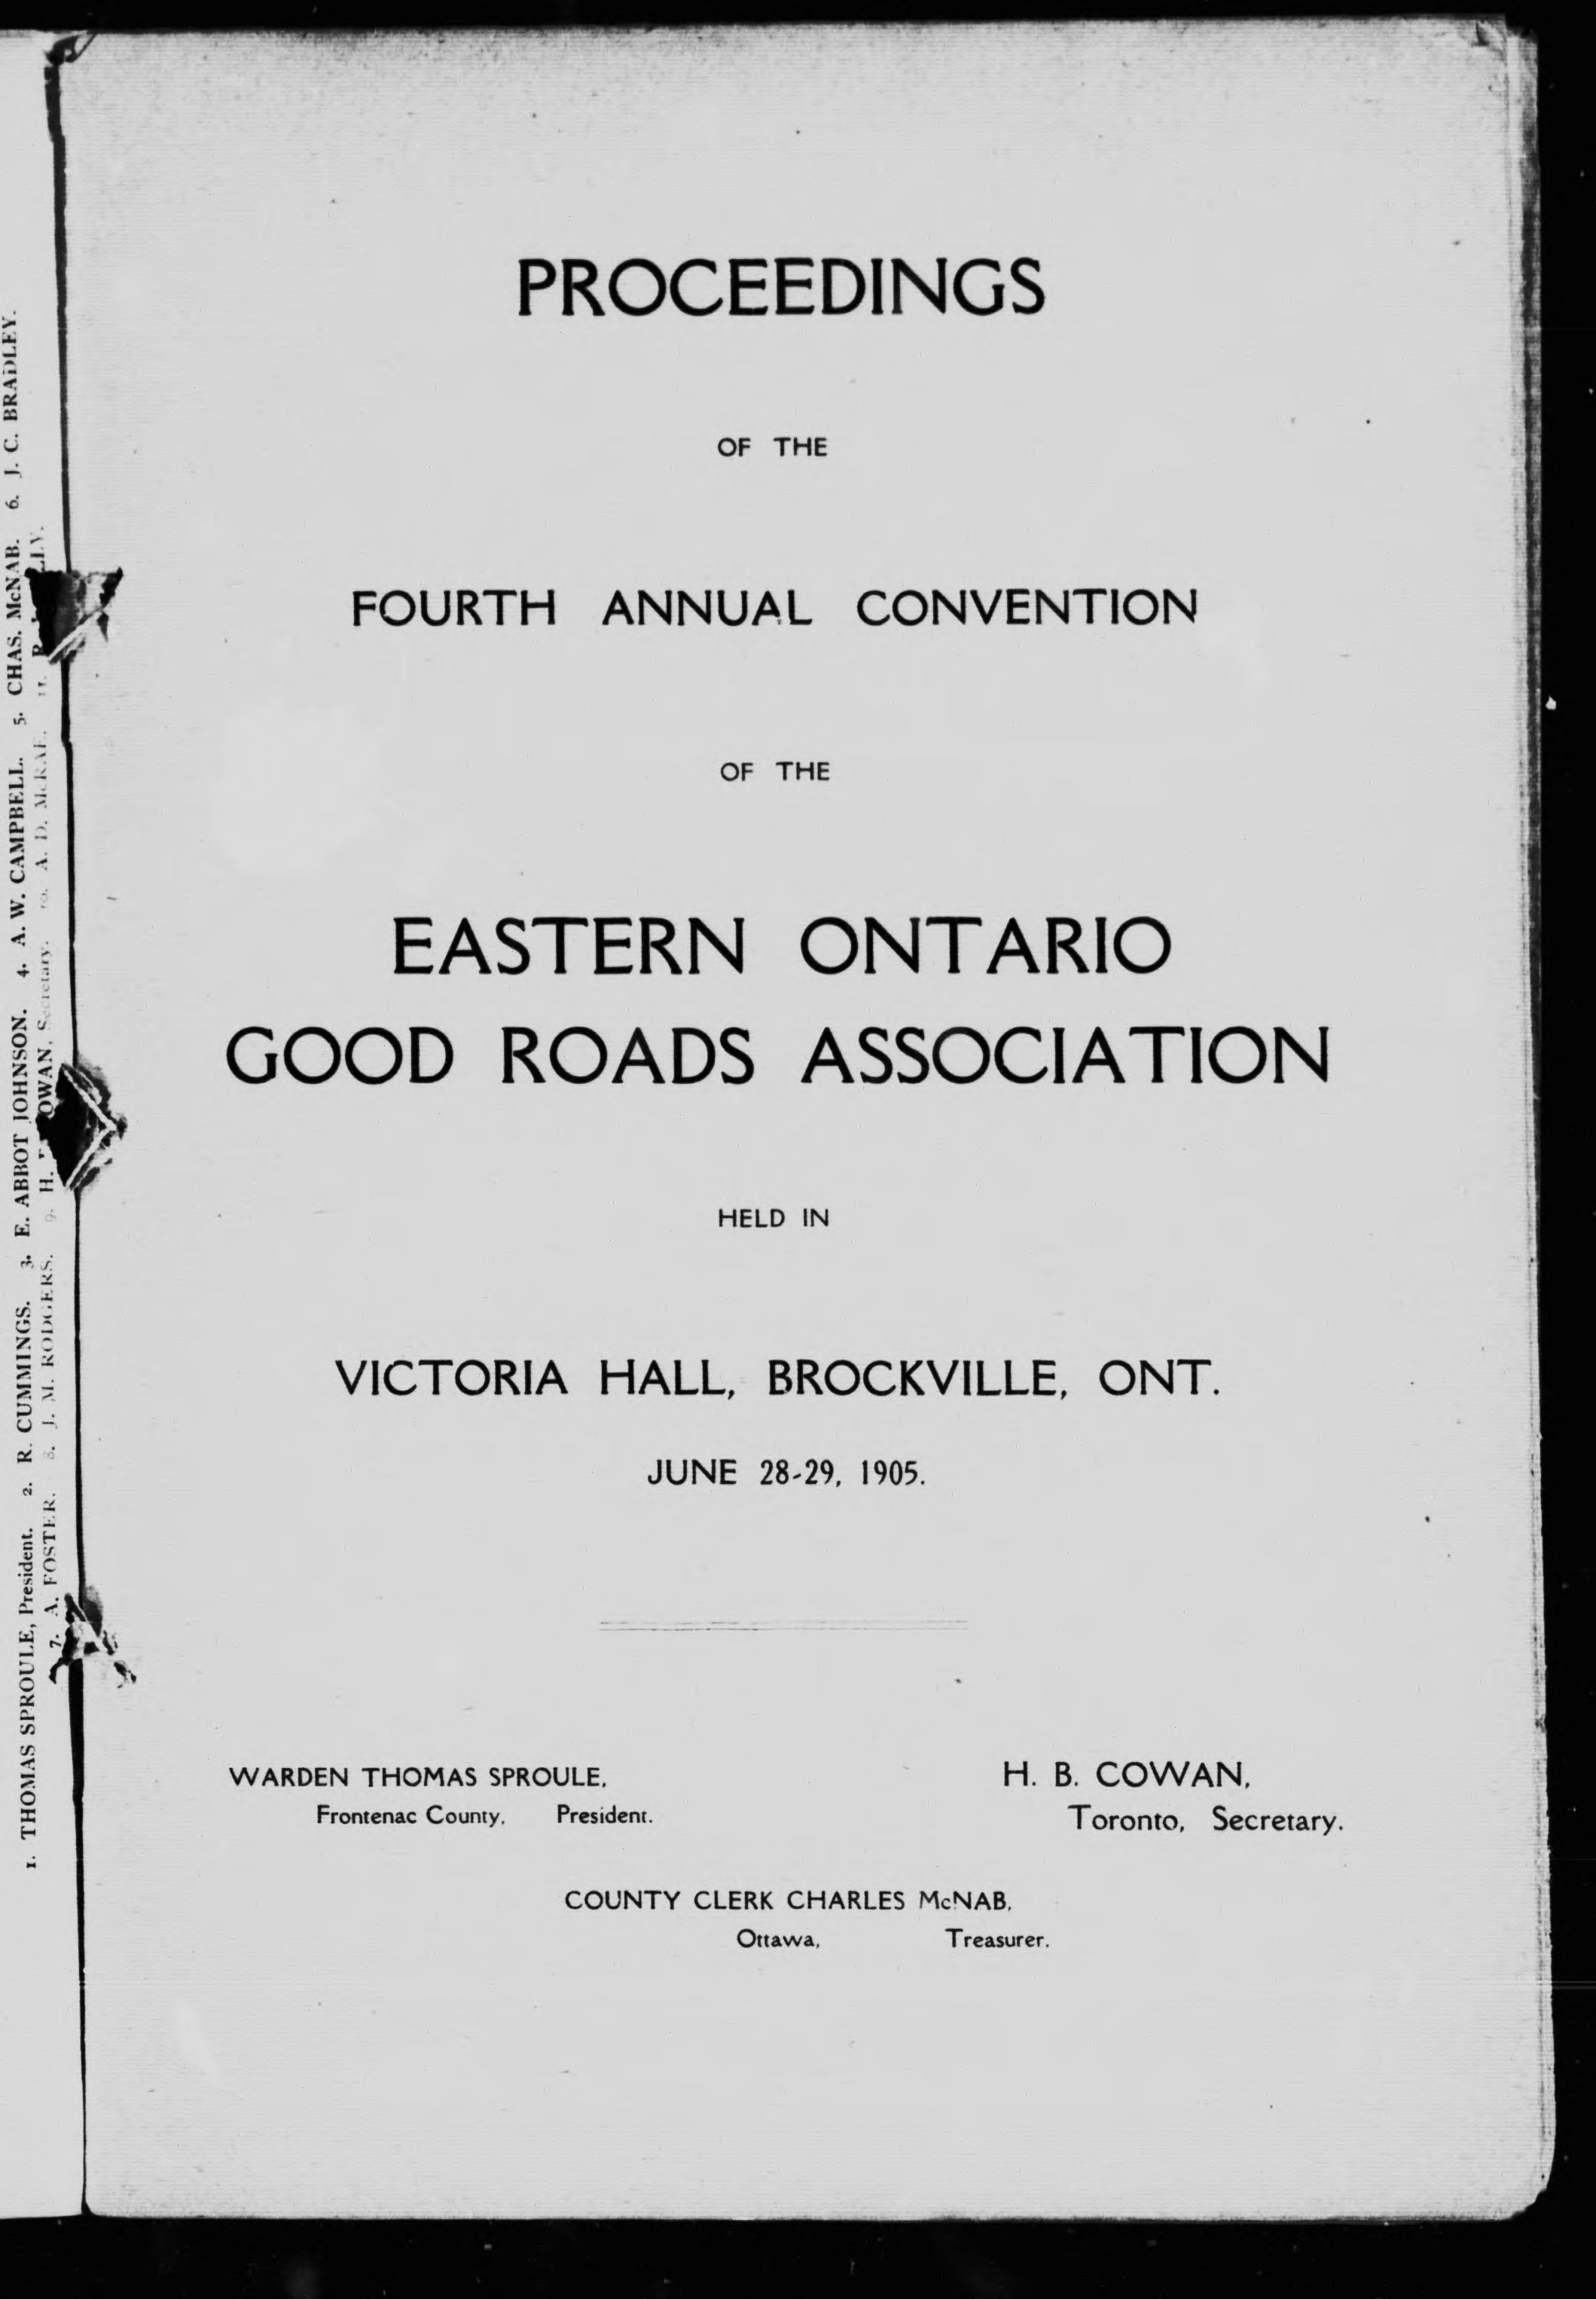 1. THOMAS SPROULE, President. 2. R. CUMMINGS. 3. E. ABBOT JOHNSON. 4. A. W. CAMPBELL. 5. CHAS. McNAB. 6. J. C. BRADLEY.
7. A. FOSTER. 8. J. M. RODGERS. 9. H. COWAN, Secretary. 10. A. D. McRAE. 11. R.
PROCEEDINGS
OF THE
FOURTH ANNUAL CONVENTION
OF THE
EASTERN ONTARIO
GOOD ROADS ASSOCIATION
HELD IN
VICTORIA HALL, BROCKVILLE, ONT.
JUNE 28-29, 1905.
WARDEN THOMAS SPROULE, H. B. COWAN,
Frontenac County, President. Toronto, Secretary.
COUNTY CLERK CHARLES McNAB,
Ottawa, Treasurer.